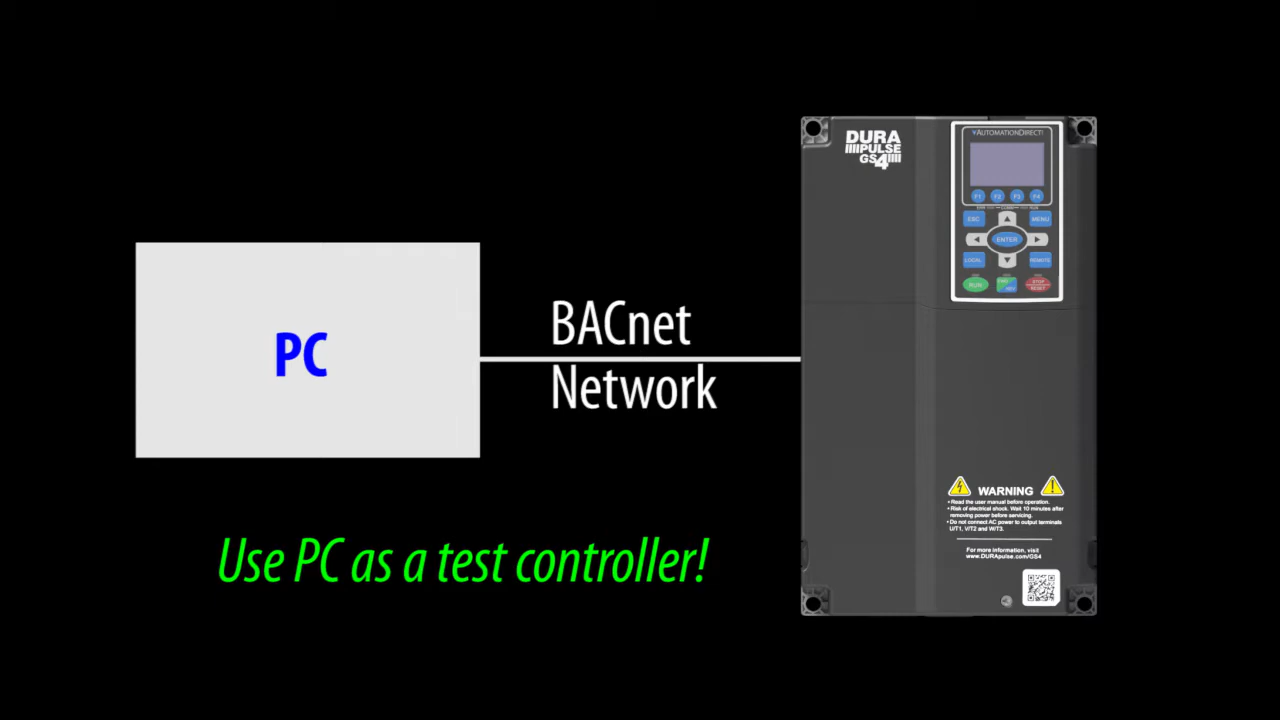 DURA
PULSE
GS4
AUTOMATIONDIRECT
F1 F2 F3 F4
ESC MENU
ENTER
LOCAL REMOTE
RUN FWD REV STOP RESET
PC
BACnet
Network
Use PC as a test controller!
WARNING
• Read the user manual before operation.
• Risk of electrical shock. Wait 10 minutes after
removing power before servicing.
• Do not connect AC power to output terminals
U/T1, V/T2 and W/T3.
For more information, visit
www.DURApulse.com/GS4